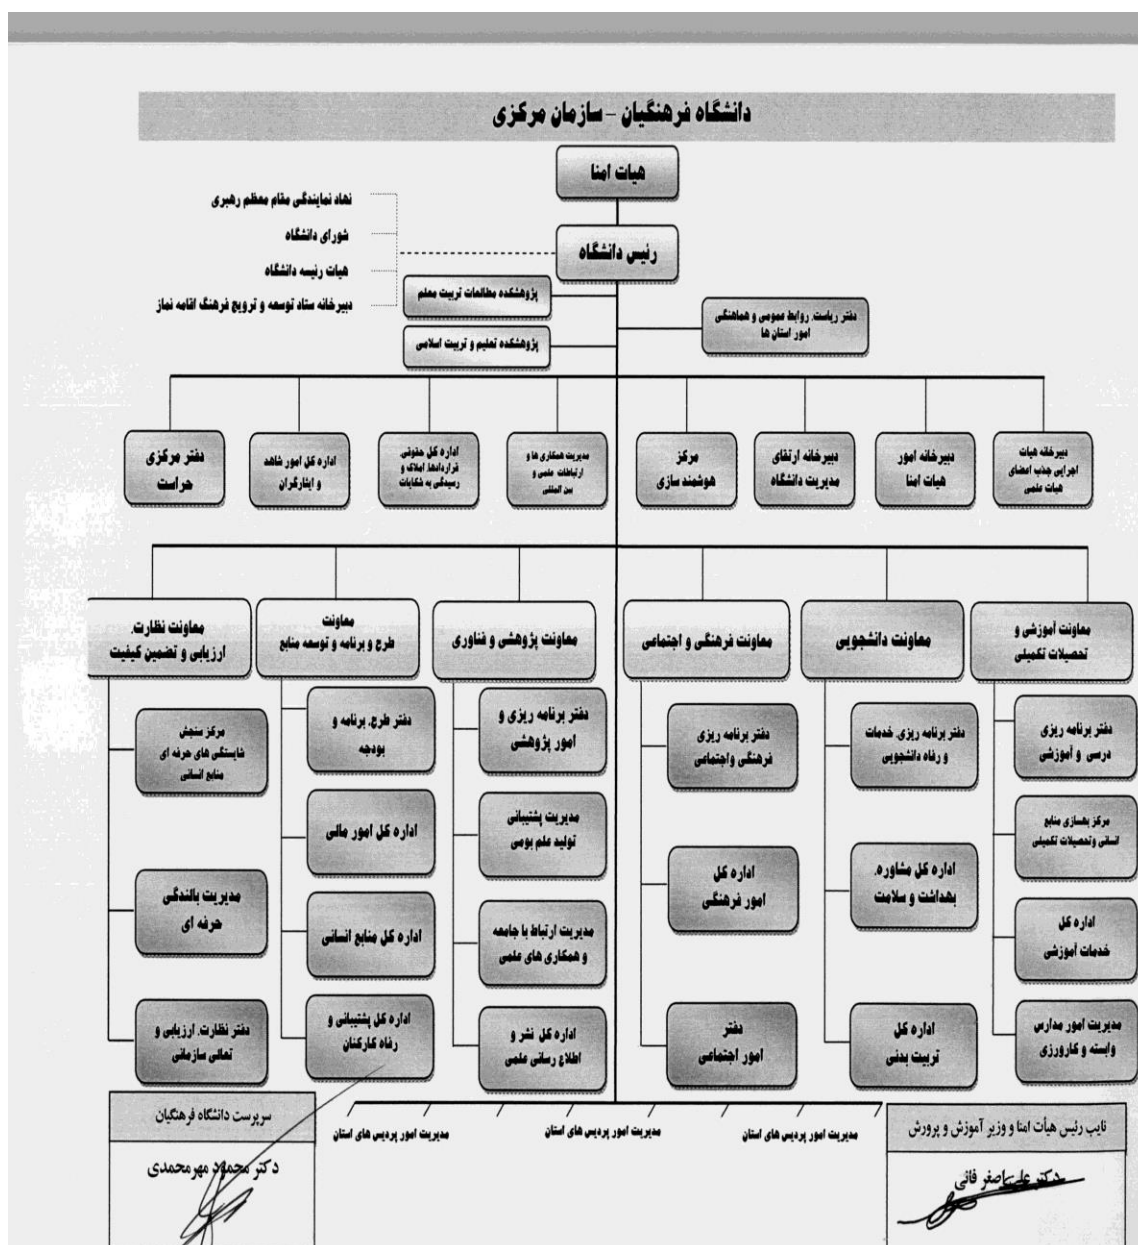 دانشگاه فرهنگیان – سازمان مرکزی
هیات امنا
رئیس دانشگاه
نهاد نمایندگی مقام معظم رهبری
شورای دانشگاه
هیات رئیسه دانشگاه
دبیرخانه ستاد توسعه و ترویج فرهنگ اقامه نماز
پژوهشکده مطالعات تربیت معلم
پژوهشکده تعلیم و تربیت اسلامی
دفتر ریاست، روابط عمومی و هماهنگی
امور استان ها
دبیرخانه هیات
اجرایی جذب اعضای
هیات علمی
دبیرخانه امور
هیات امنا
دبیرخانه ارتقای
مدیریت دانشگاه
مرکز
هوشمند سازی
مدیریت همکاری ها و
ارتباطات علمی و
بین المللی
اداره کل حقوقی،
قراردادها، املاک و
رسیدگی به شکایات
اداره کل امور شاهد
و ایثارگران
دفتر مرکزی
حراست
معاونت آموزشی و
تحصیلات تکمیلی
دفتر برنامه ریزی
درسی و آموزشی
مرکز بهسازی منابع
انسانی وتحصیلات تکمیلی
اداره کل
خدمات آموزشی
مدیریت امور مدارس
وابسته و کارورزی
معاونت دانشجویی
دفتر برنامه ریزی، خدمات
و رفاه دانشجویی
اداره کل مشاوره،
بهداشت و سلامت
اداره کل
تربیت بدنی
معاونت فرهنگی و اجتماعی
دفتر برنامه ریزی
فرهنگی واجتماعی
اداره کل
امور فرهنگی
دفتر
امور اجتماعی
معاونت پژوهشی و فناوری
دفتر برنامه ریزی و
امور پژوهشی
مدیریت پشتیبانی
تولید علم بومی
مدیریت ارتباط با جامعه
و همکاری های علمی
اداره کل نشر و
اطلاع رسانی علمی
معاونت
طرح و برنامه و توسعه منابع
دفتر طرح، برنامه و
بودجه
اداره کل امور مالی
اداره کل منابع انسانی
اداره کل پشتیبانی و
رفاه کارکنان
معاونت نظارت،
ارزیابی و تضمین کیفیت
مرکز سنجش
شایستگی های حرفه ای
منابع انسانی
مدیریت بالندگی
حرفه ای
دفتر نظارت، ارزیابی و
تعالی سازمانی
مدیریت امور پردیس های استان
مدیریت امور پردیس های استان
مدیریت امور پردیس های استان
نایب رئیس هیأت امنا و وزیر آموزش و پرورش
دکتر علی اصغر فانی
سرپرست دانشگاه فرهنگیان
دکتر محمود مهرمحمدی